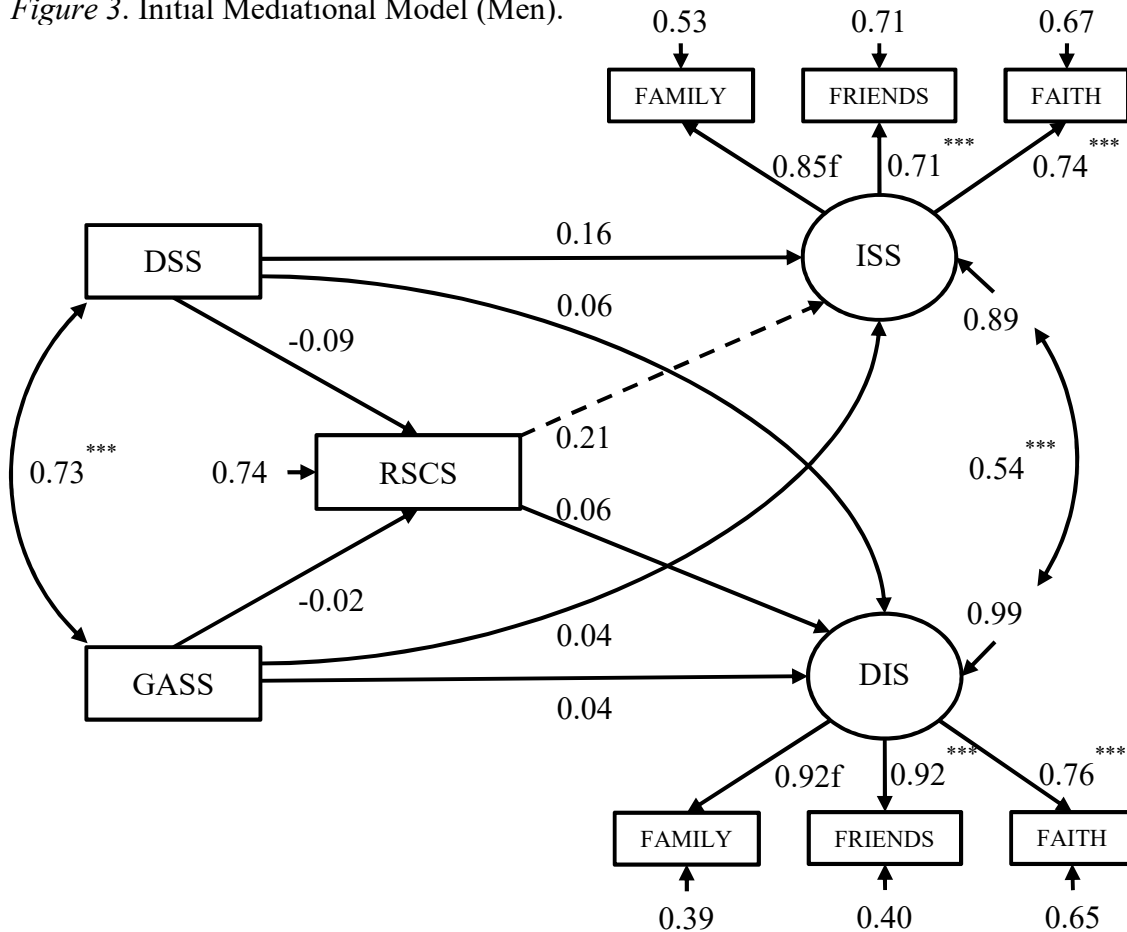 Figure 3. Initial Mediational Model (Men).
0.53 0.71 0.67
FAMILY FRIENDS FAITH
0.85f 0.71*** 0.74***
DSS 0.16 ISS
0.06 0.89
-0.09
0.73*** 0.74 RSCS 0.21 0.54***
0.06
-0.02 0.04 0.99
GASS 0.04 DIS
0.92f 0.92*** 0.76***
FAMILY FRIENDS FAITH
0.39 0.40 0.65